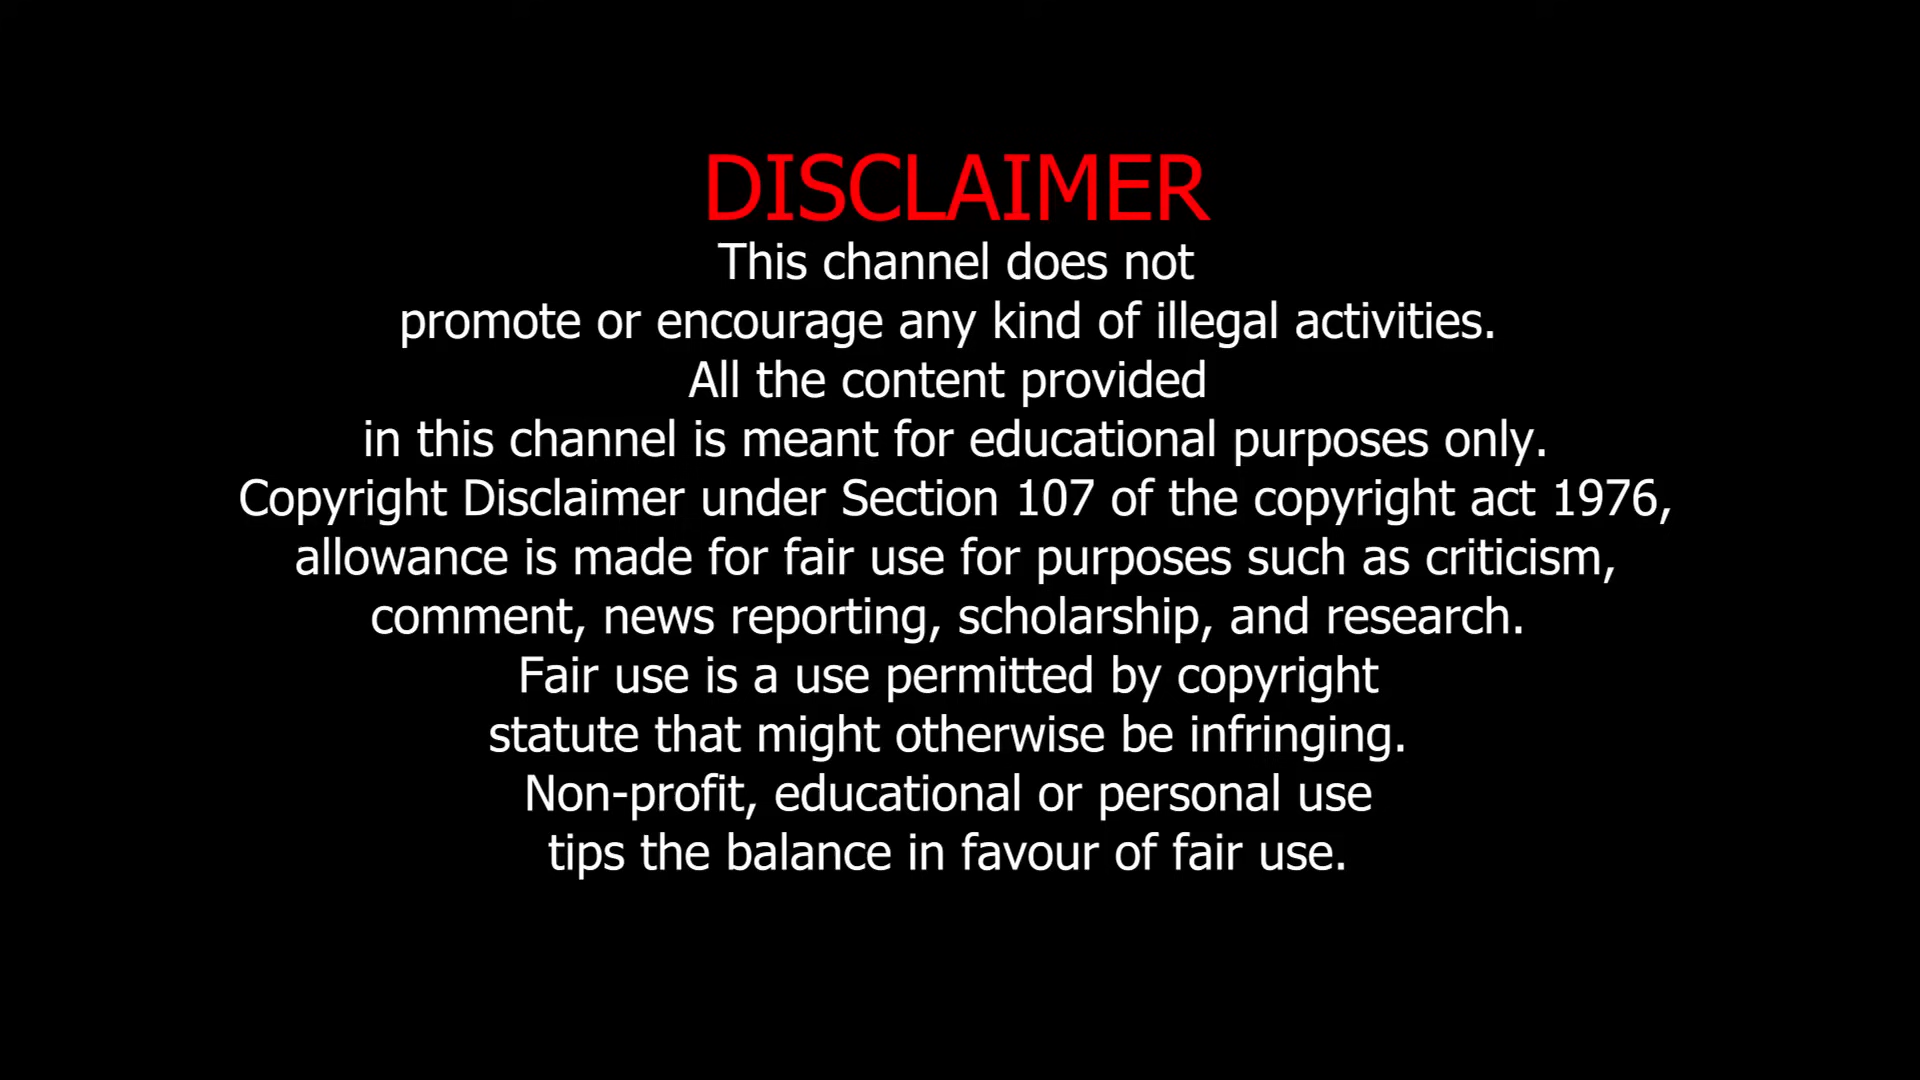 DISCLAIMER
This channel does not
promote or encourage any kind of illegal activities.
All the content provided
in this channel is meant for educational purposes only.
Copyright Disclaimer under Section 107 of the copyright act 1976,
allowance is made for fair use for purposes such as criticism,
comment, news reporting, scholarship, and research.
Fair use is a use permitted by copyright
statute that might otherwise be infringing.
Non-profit, educational or personal use
tips the balance in favour of fair use.